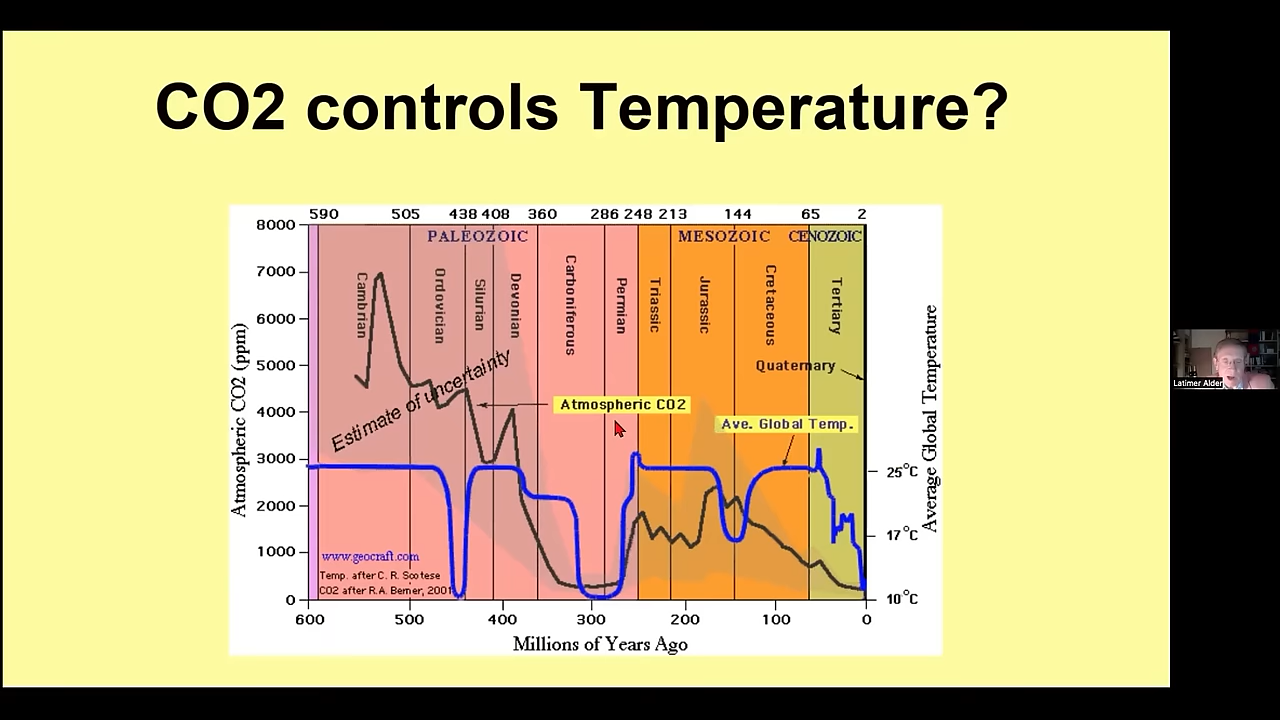 CO2 controls Temperature?
590 505 438 408 360 286 248 213 144 65 2
8000
7000
6000
5000
4000
3000
2000
1000
0
Atmospheric CO2 (ppm)
PALEOZOIC
MESOZOIC
CENOZOIC
Cambrian
Ordovician
Silurian
Devonian
Carboniferous
Permian
Triassic
Jurassic
Cretaceous
Tertiary
Quaternary
Estimate of uncertainty
Atmospheric CO2
Ave. Global Temp.
25°C
17°C
10°C
Average Global Temperature
www.geocraft.com
Temp. after C. R. Scotese
CO2 after R.A. Berner, 2001
600 500 400 300 200 100 0
Millions of Years Ago
Latimer Alder